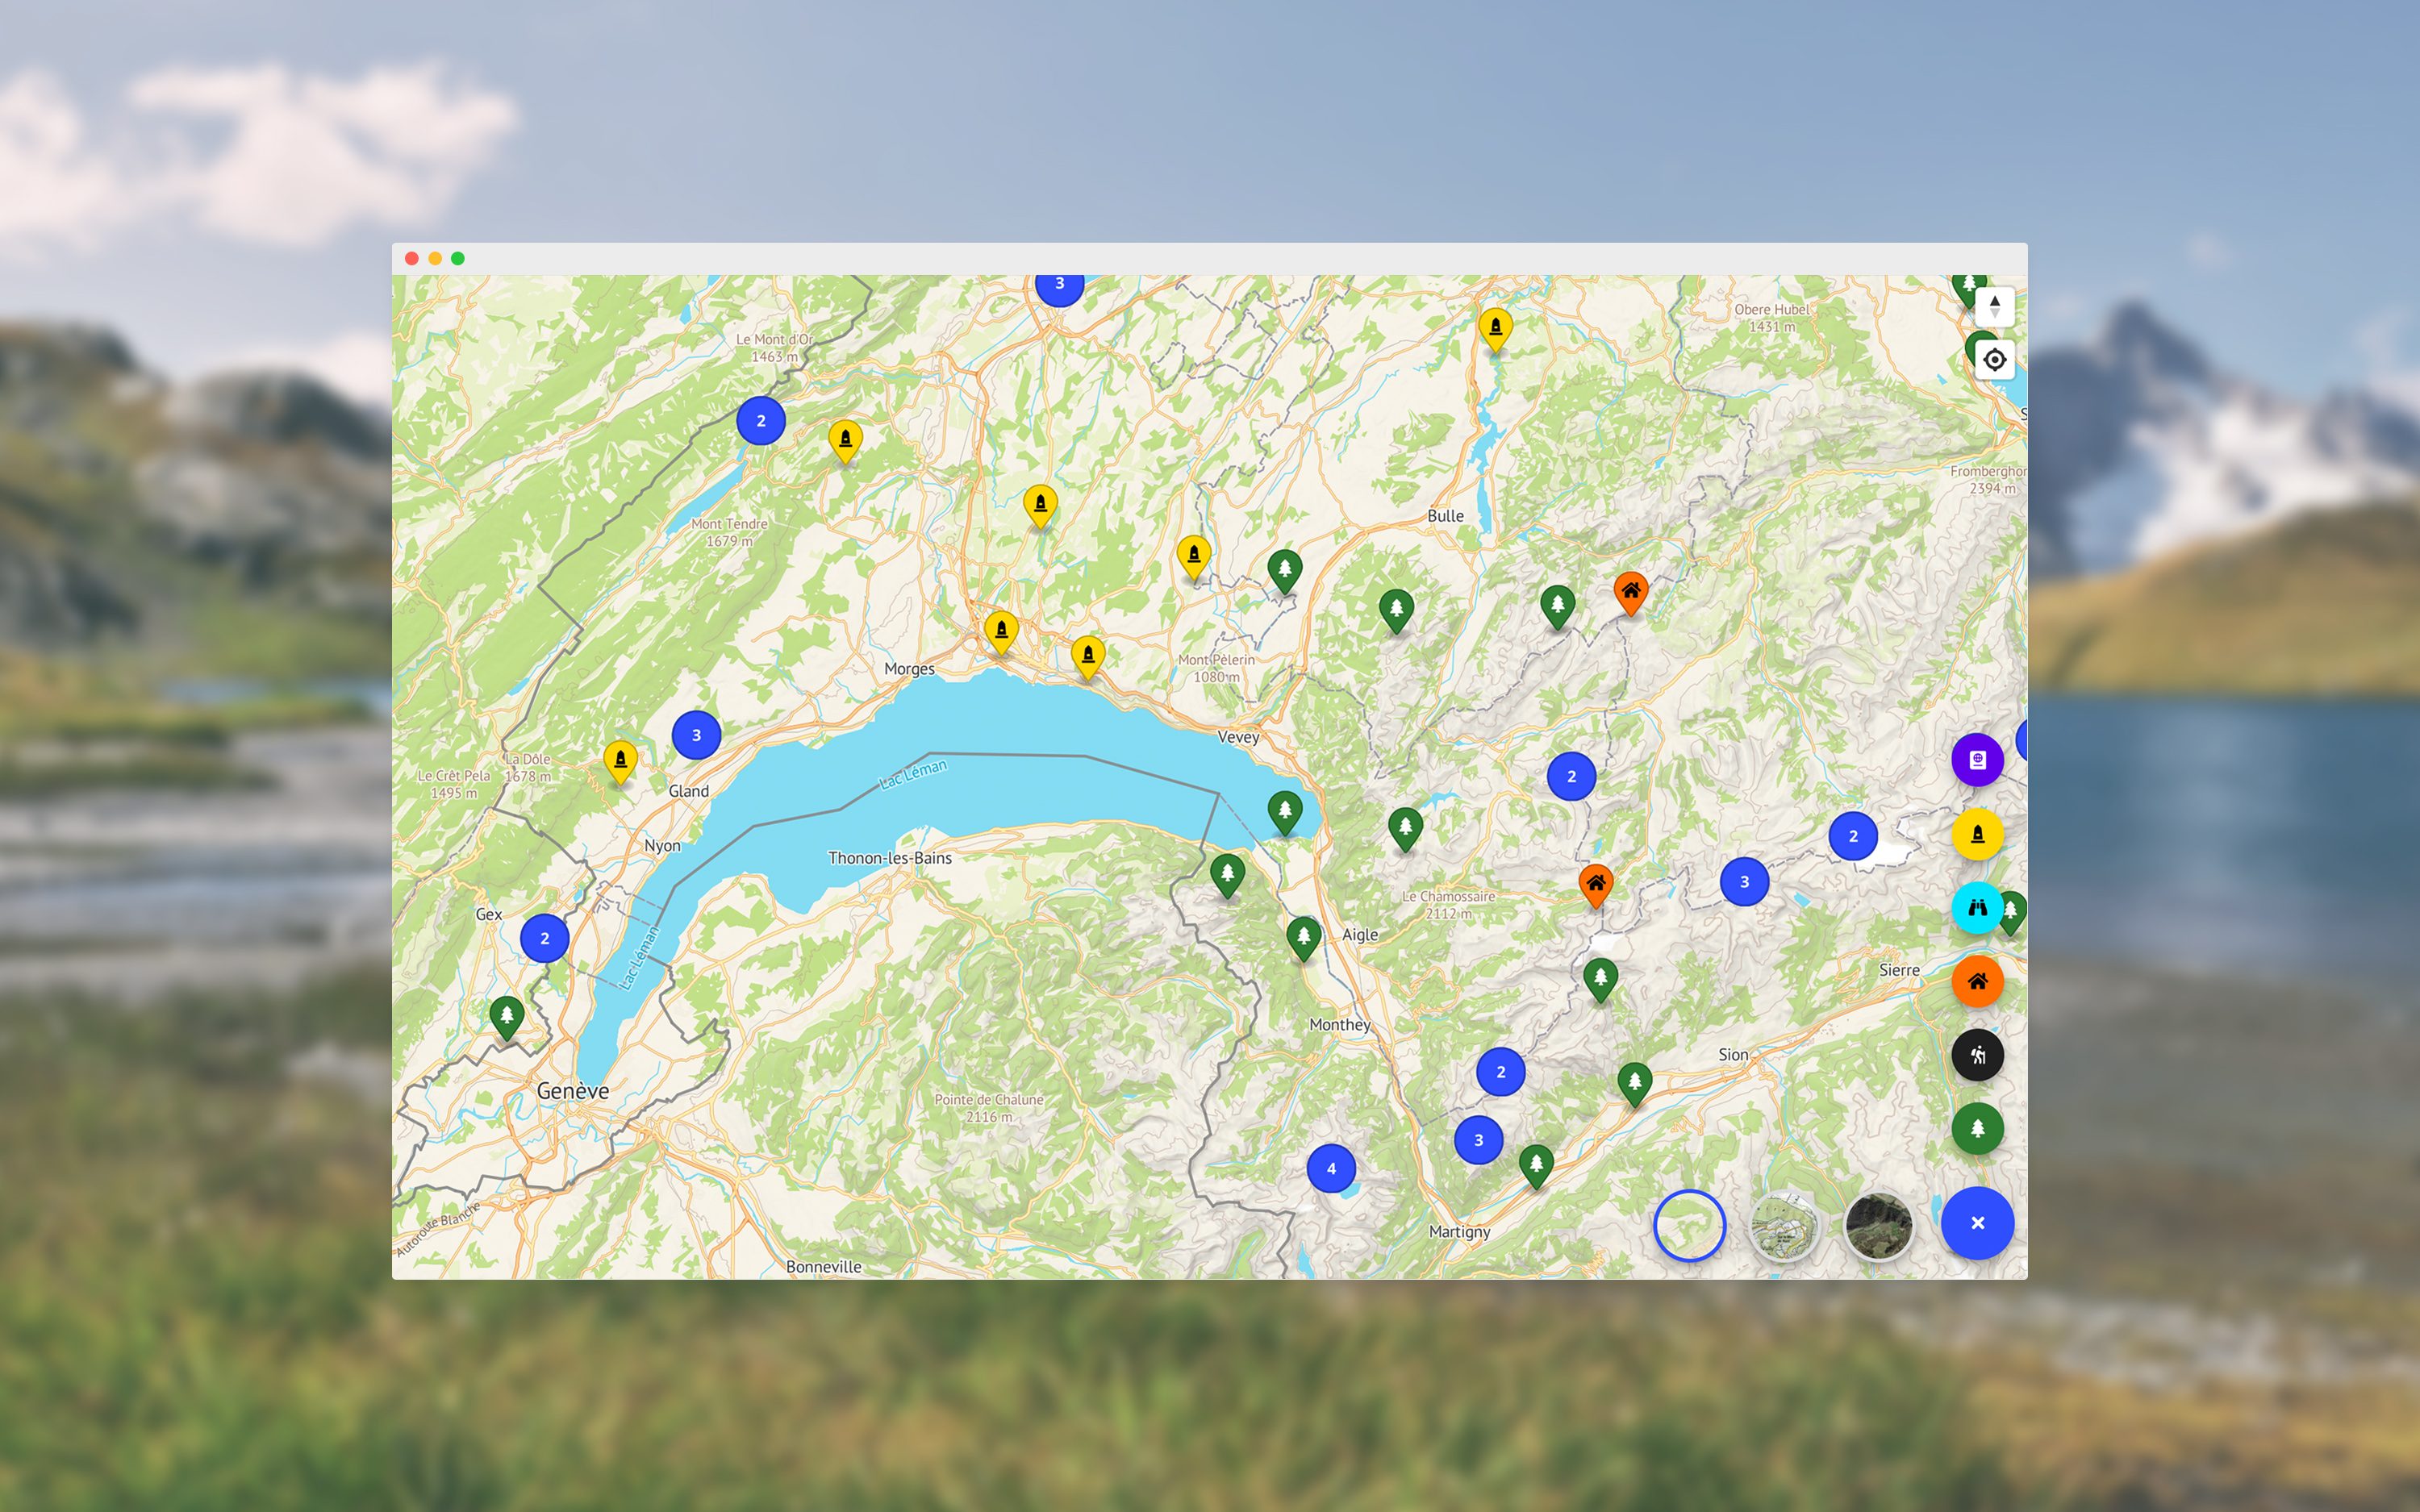 3
Obere Hubel
1431 m
Le Mont d'Or
1463 m
2
Fromberghor
2394 m
Mont Tendre
1679 m
Bulle
Morges
Mont Pèlerin
1080 m
3
Vevey
La Dôle
1678 m
Le Crêt Pela
1495 m
Gland
Lac Léman
2
Nyon
Thonon-les-Bains
2
3
Le Chamossaire
2112 m
Gex
2
Aigle
Lac Léman
Sierre
Monthey
Sion
2
Genève
Pointe de Chalune
2116 m
3
4
Autoroute Blanche
Martigny
Bonneville